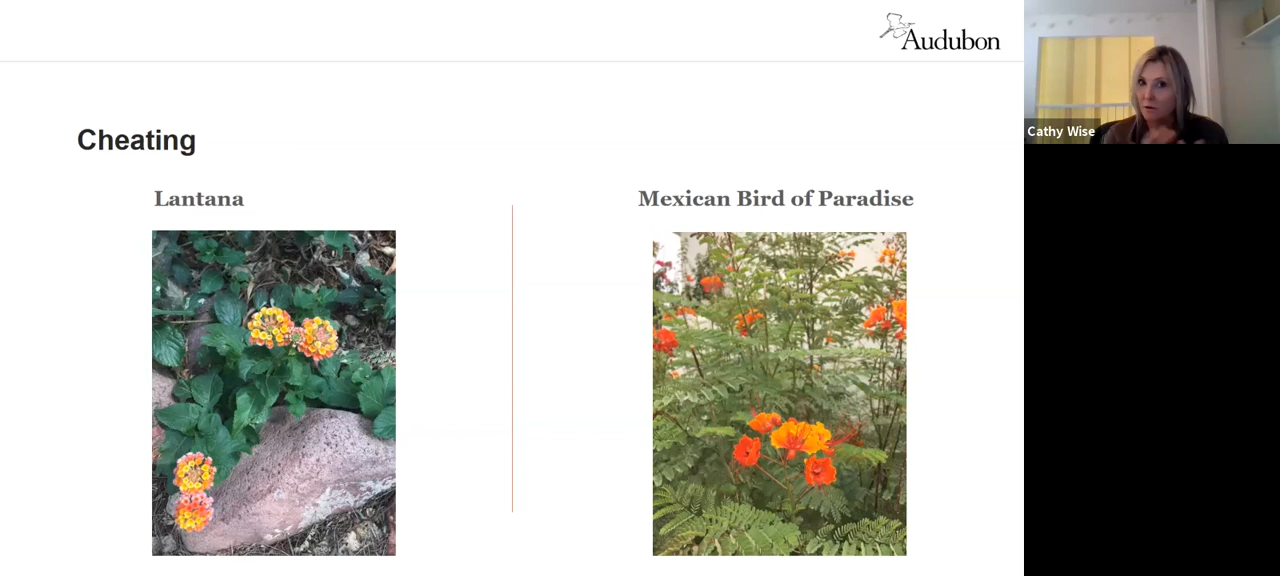 Audubon
Cathy Wise
Cheating
Lantana
Mexican Bird of Paradise